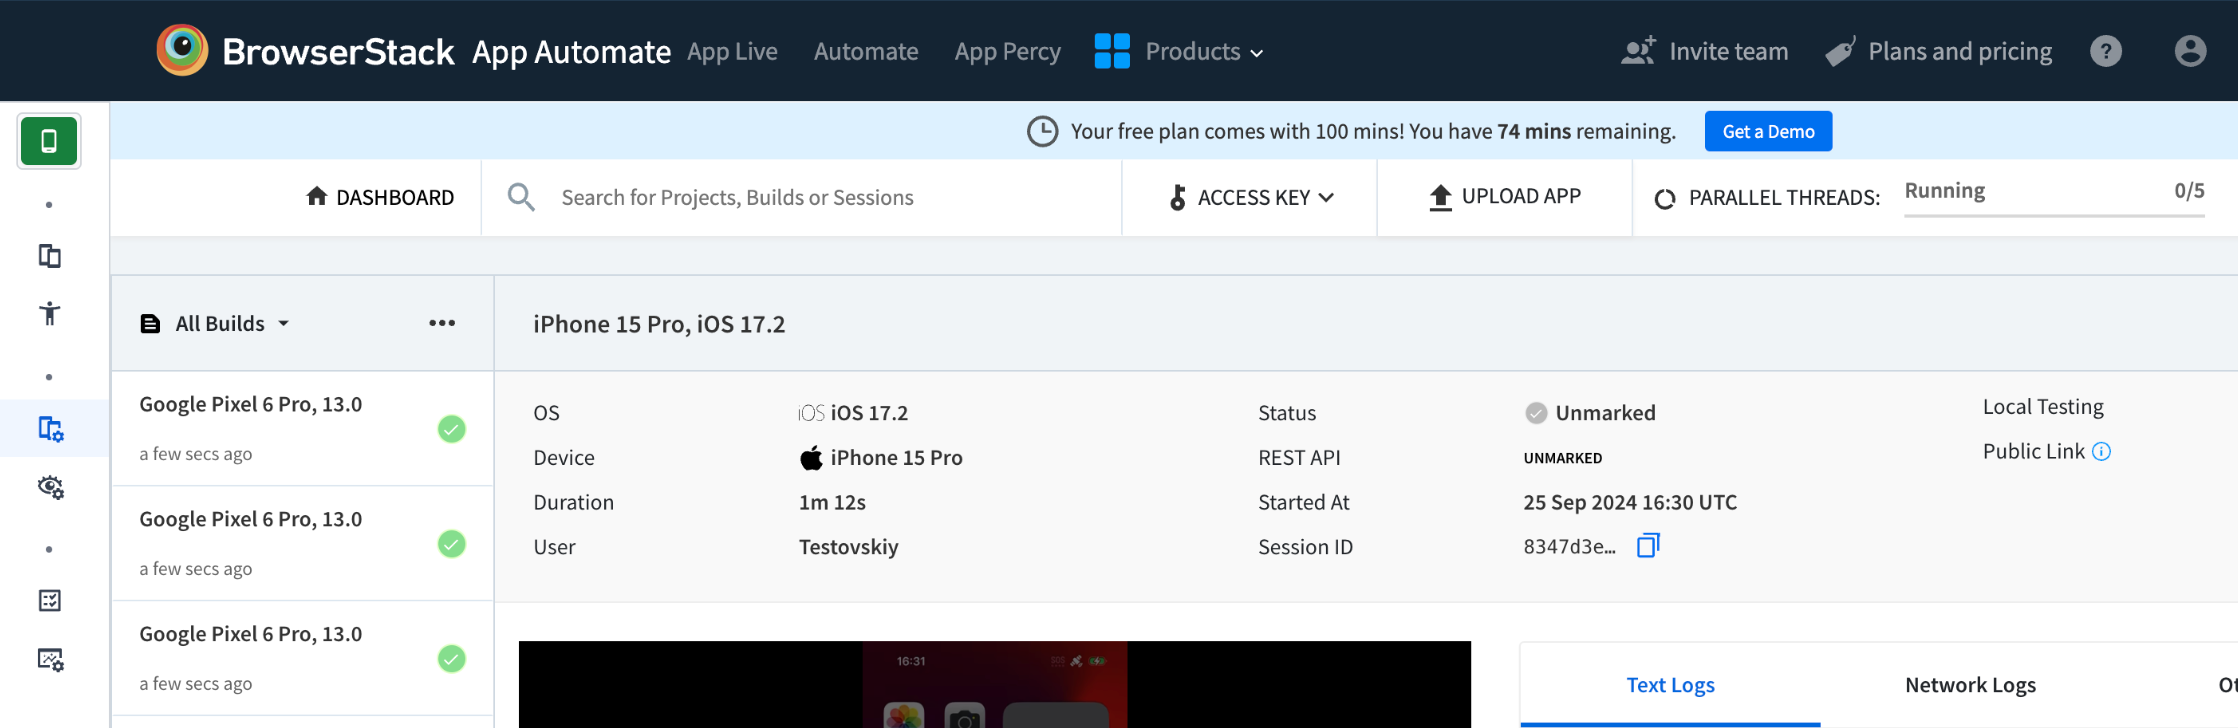 BrowserStack App Automate App Live Automate App Percy Products Invite team Plans and pricing ?
Your free plan comes with 100 mins! You have 74 mins remaining. Get a Demo
DASHBOARD Search for Projects, Builds or Sessions ACCESS KEY UPLOAD APP PARALLEL THREADS: Running 0/5
All Builds •••
Google Pixel 6 Pro, 13.0
a few secs ago
Google Pixel 6 Pro, 13.0
a few secs ago
Google Pixel 6 Pro, 13.0
a few secs ago
iPhone 15 Pro, iOS 17.2
OS iOS iOS 17.2
Device iPhone 15 Pro
Duration 1m 12s
User Testovskiy
Status Unmarked
REST API UNMARKED
Started At 25 Sep 2024 16:30 UTC
Session ID 8347d3e...
Local Testing
Public Link
16:31 SOS
Text Logs Network Logs